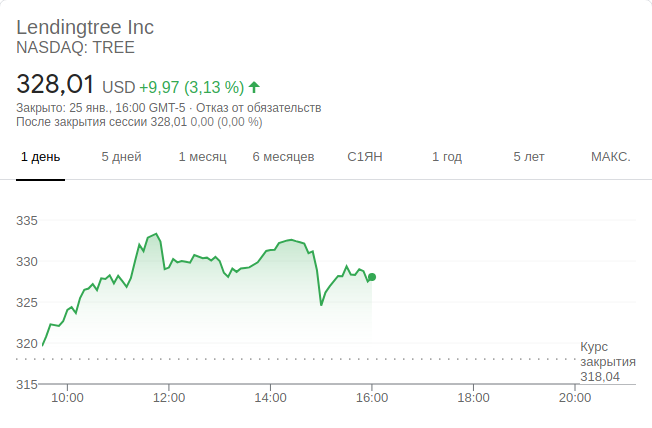 Lendingtree Inc
NASDAQ: TREE
328,01 USD +9,97 (3,13 %)
Закрыто: 25 янв., 16:00 GMT-5 · Отказ от обязательств
После закрытия сессии 328,01 0,00 (0,00 %)
1 день 5 дней 1 месяц 6 месяцев С1ЯН 1 год 5 лет МАКС.
335
330
325
320
Курс
закрытия
318,04
315
10:00 12:00 14:00 16:00 18:00 20:00